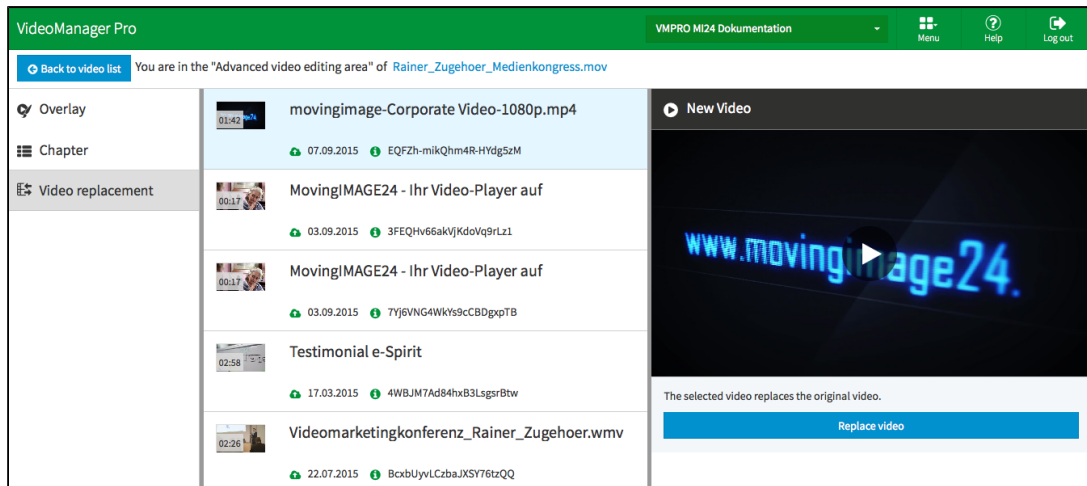 VideoManager Pro
VMPRO MI24 Dokumentation
Menu
Help
Log out
Back to video list
You are in the "Advanced video editing area" of Rainer_Zugehoer_Medienkongress.mov
Overlay
Chapter
Video replacement
01:42
movingimage-Corporate Video-1080p.mp4
07.09.2015 EQFZh-mikQhm4R-HYdg5zM
00:17
MovingIMAGE24 - Ihr Video-Player auf
03.09.2015 3FEQHv66akVjKdoVq9rLz1
00:17
MovingIMAGE24 - Ihr Video-Player auf
03.09.2015 7Yj6VNG4WkYs9cCBDgxpTB
02:58
Testimonial e-Spirit
17.03.2015 4WBJM7Ad84hxB3LsgsrBtw
02:26
Videomarketingkonferenz_Rainer_Zugehoer.wmv
22.07.2015 BcxbUyvLCzbaJXSY76tzQQ
New Video
www.movingimage24.
The selected video replaces the original video.
Replace video